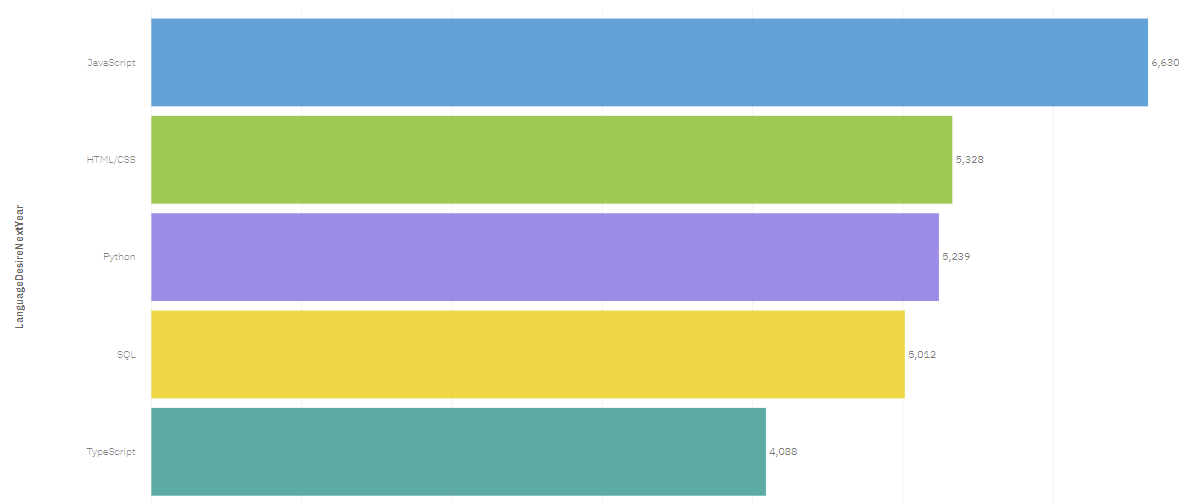 LanguageDesireNextYear
JavaScript
6,630
HTML/CSS
5,328
Python
5,239
SQL
5,012
TypeScript
4,088